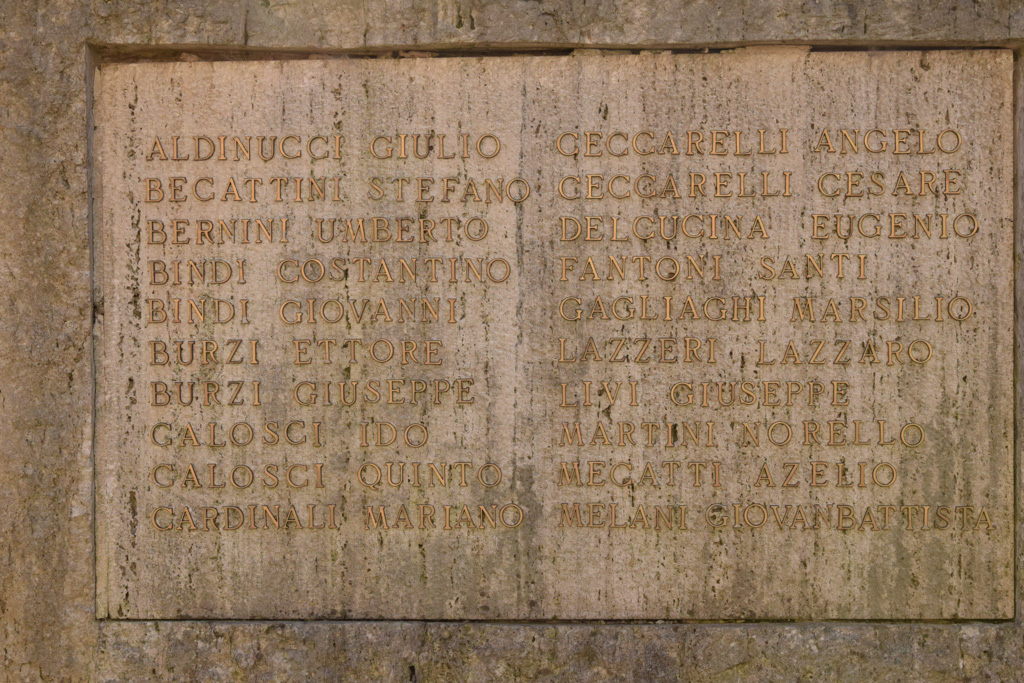 ALDINUCCI GIULIO
BECATTINI STEFANO
BERNINI UMBERTO
BINDI COSTANTINO
BINDI GIOVANNI
BURZI ETTORE
BURZI GIUSEPPE
CALOSCI IDO
CALOSCI QUINTO
CARDINALI MARIANO
CECCARELLI ANGELO
CECCARELLI CESARE
DELCUCINA EUGENIO
FANTONI SANTI
GAGLIAGHI MARSILIO
LAZZERI LAZZARO
LIVI GIUSEPPE
MARTINI NORELLO
MECATTI AZELIO
MELANI GIOVANBATTISTA